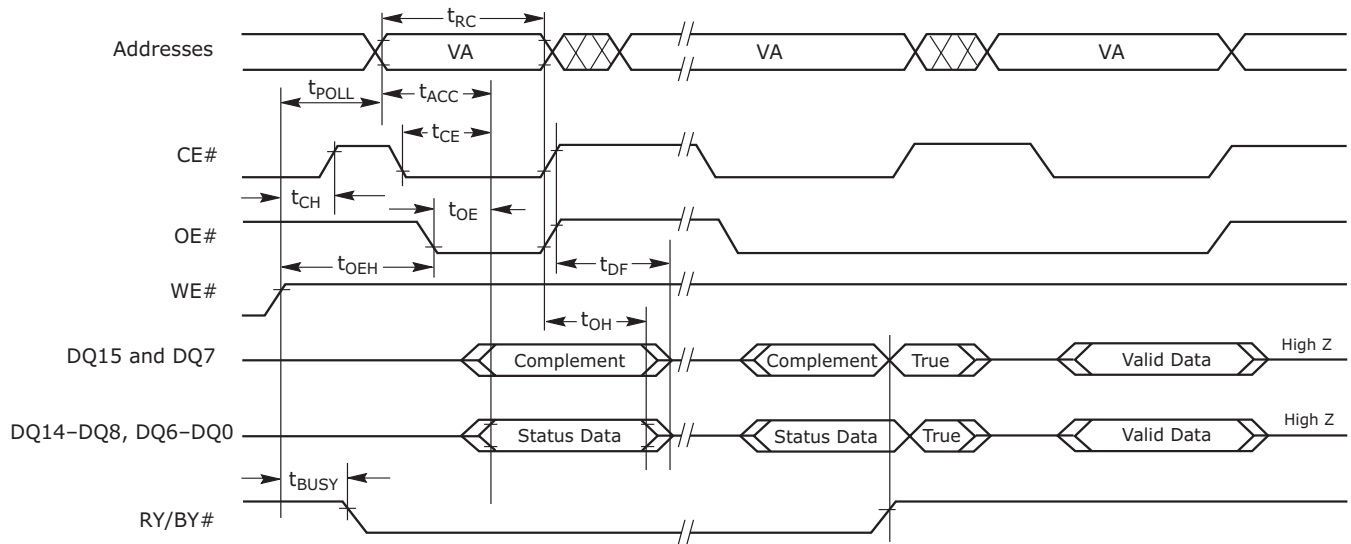 tRC
Addresses VA VA VA
tPOLL tACC
tCE
CE#
tCH tOE
OE#
tOEH tDF
WE#
tOH
DQ15 and DQ7 Complement Complement True Valid Data High Z
DQ14–DQ8, DQ6–DQ0 Status Data Status Data True Valid Data High Z
tBUSY
RY/BY#